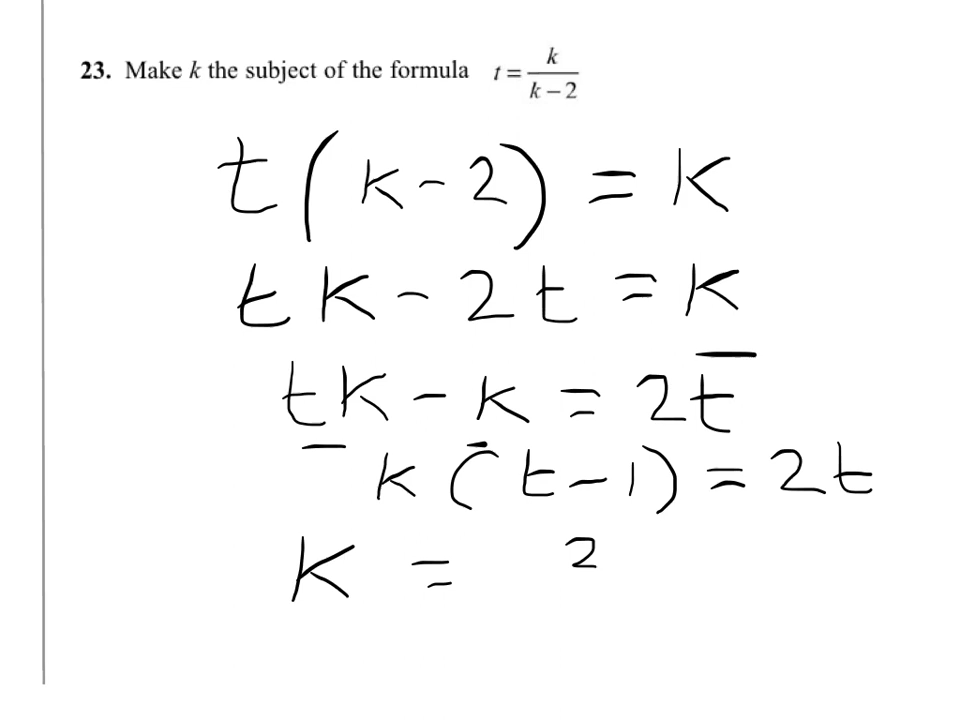 23. Make k the subject of the formula t = k / k – 2
t(k-2) = k
tk - 2t = k
tk - k = 2t
k(t-1) = 2t
k = 2